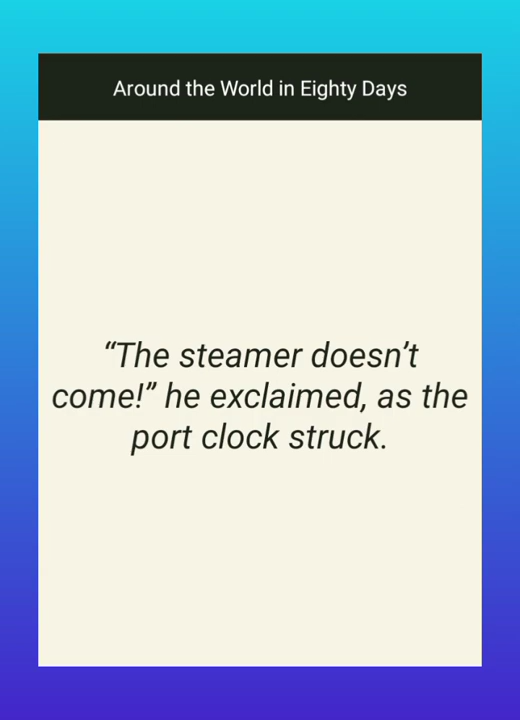 Around the World in Eighty Days
“The steamer doesn’t
come!” he exclaimed, as the
port clock struck.